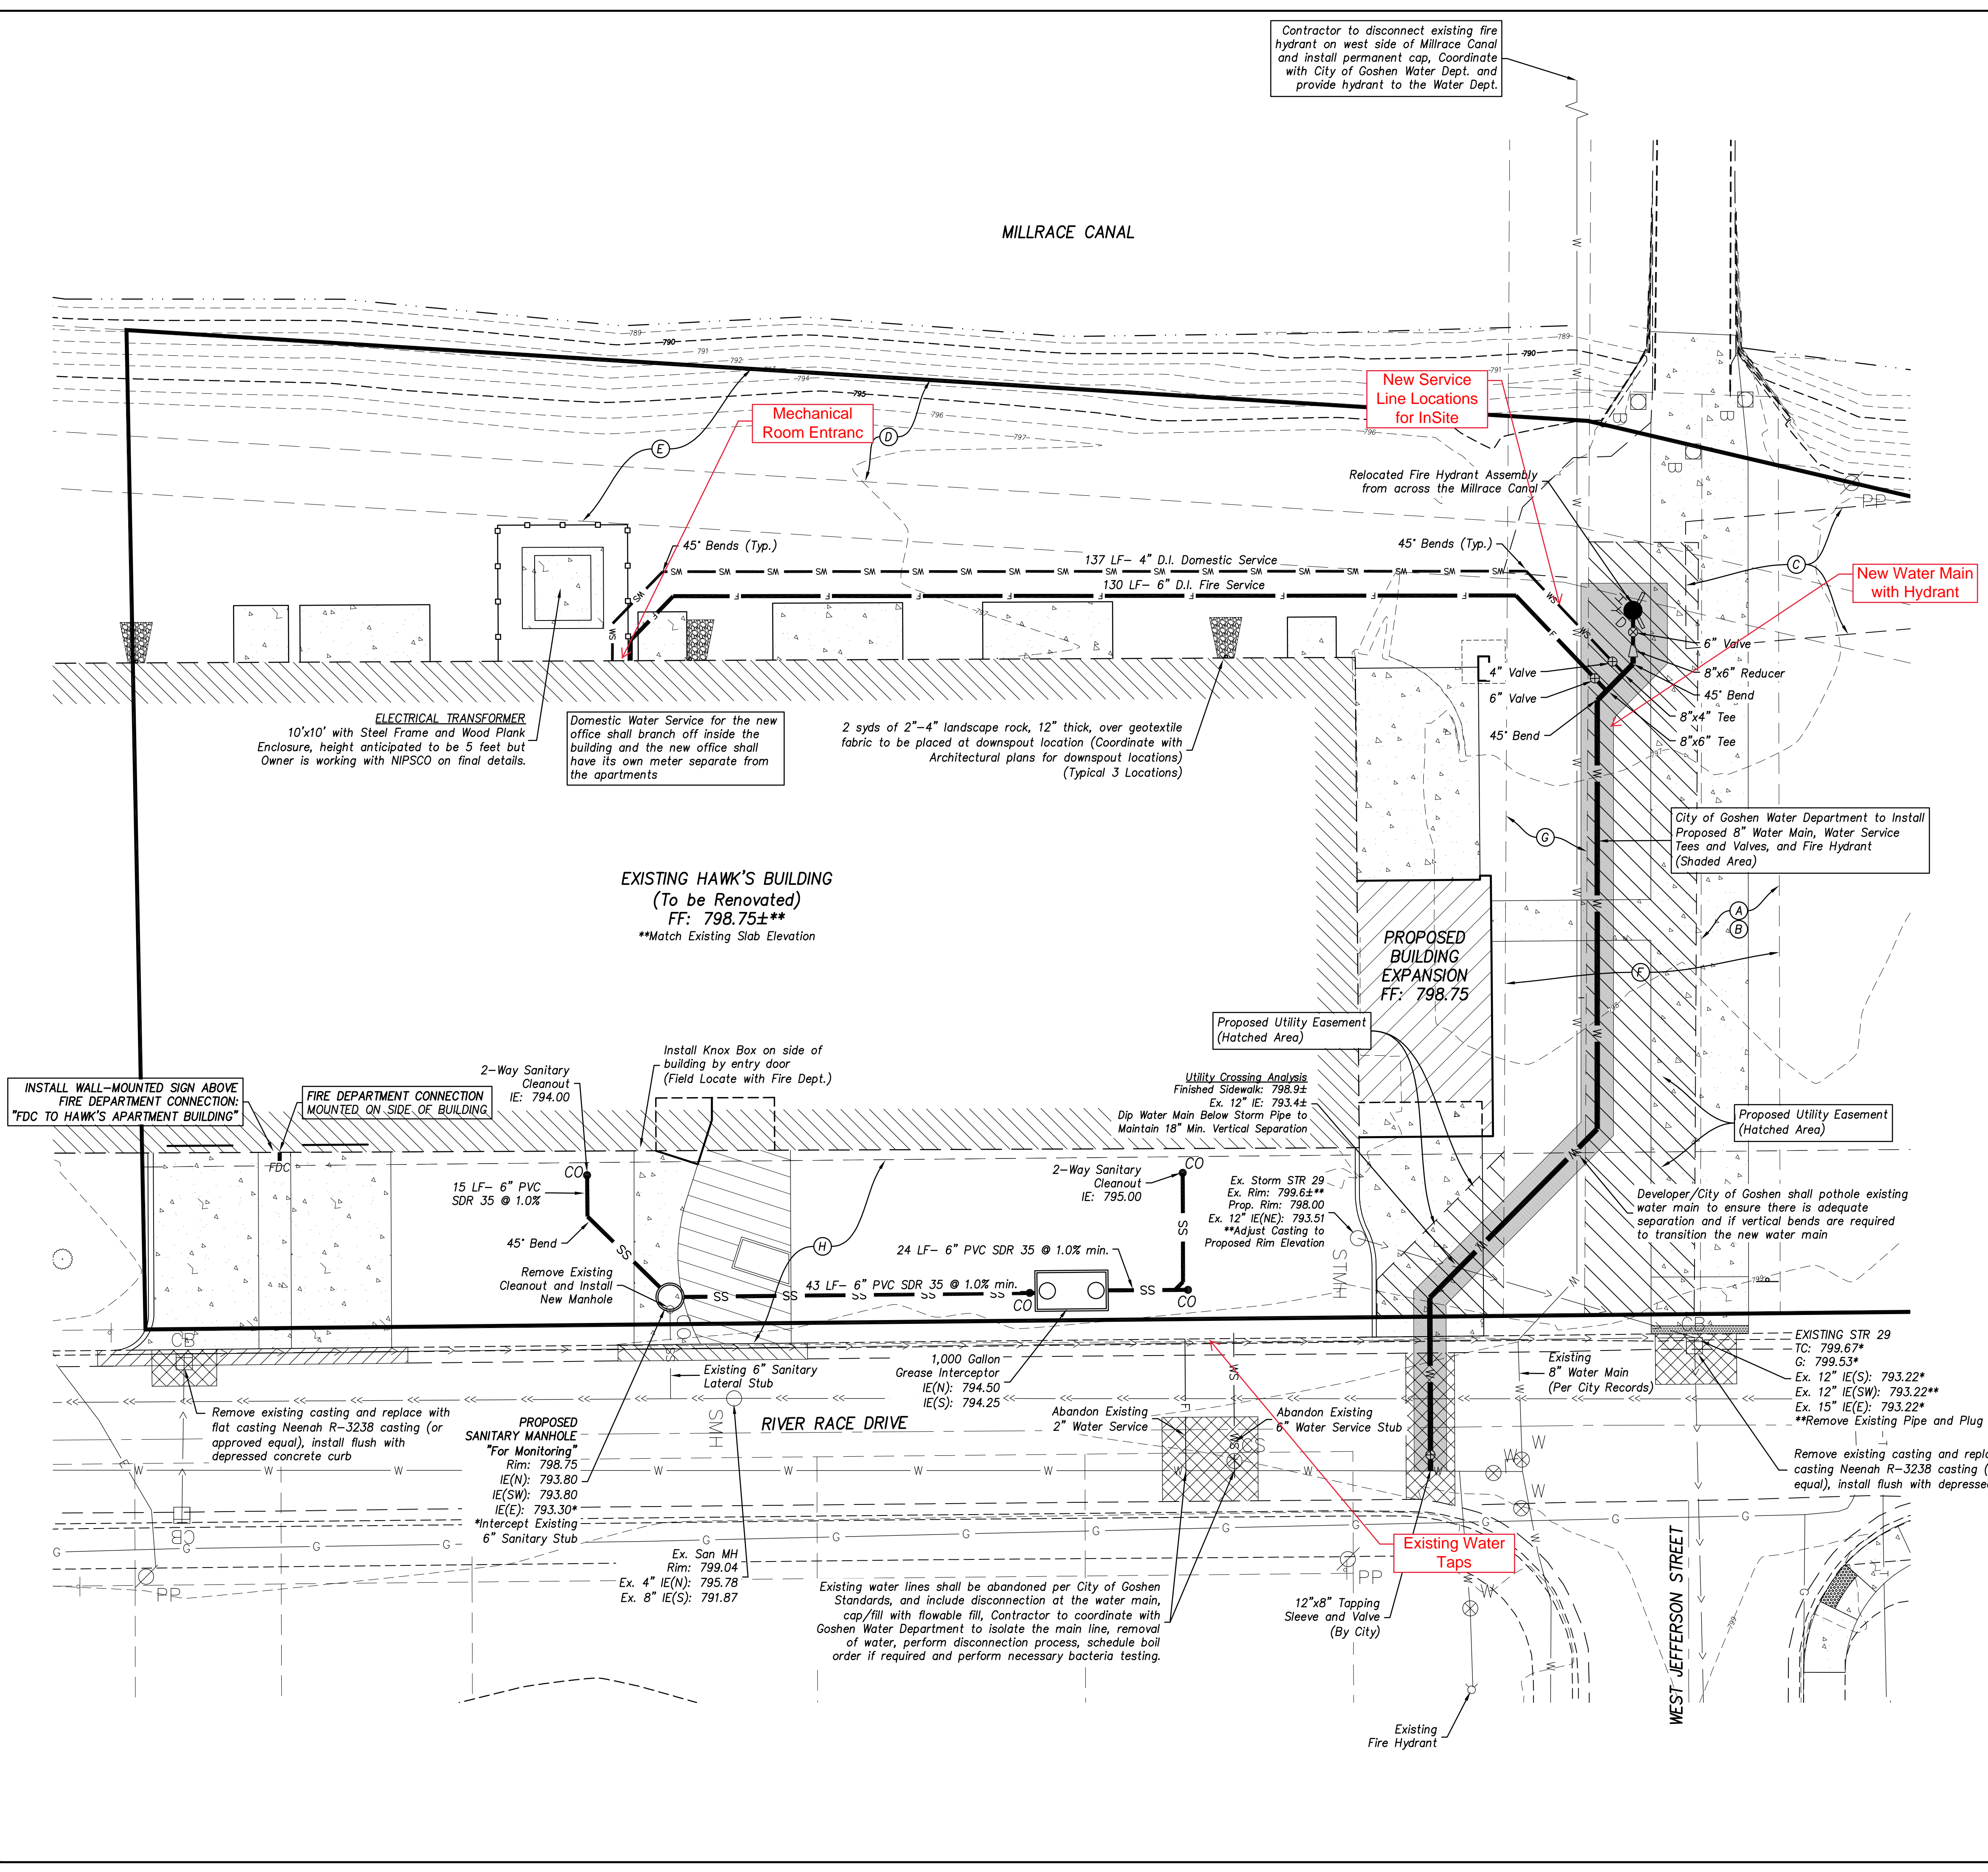 Contractor to disconnect existing fire
hydrant on west side of Millrace Canal
and install permanent cap, Coordinate
with City of Goshen Water Dept. and
provide hydrant to the Water Dept.
MILLRACE CANAL
789
790
791
792
794
795
796
797
789
790
791
796
New Service
Line Locations
for InSite
Mechanical
Room Entranc
E
D
B
B
B
B
PP
Relocated Fire Hydrant Assembly
from across the Millrace Canal
45° Bends (Typ.)
137 LF- 4" D.I. Domestic Service
45° Bends (Typ.)
130 LF- 6" D.I. Fire Service
C
New Water Main
with Hydrant
797
6" Valve
4" Valve
8"x6" Reducer
6" Valve
45° Bend
8"x4" Tee
45° Bend
8"x6" Tee
797
ELECTRICAL TRANSFORMER
10'x10' with Steel Frame and Wood Plank
Enclosure, height anticipated to be 5 feet but
Owner is working with NIPSCO on final details.
Domestic Water Service for the new
office shall branch off inside the
building and the new office shall
have its own meter separate from
the apartments
2 syds of 2"-4" landscape rock, 12" thick, over geotextile
fabric to be placed at downspout location (Coordinate with
Architectural plans for downspout locations)
(Typical 3 Locations)
City of Goshen Water Department to Install
Proposed 8" Water Main, Water Service
Tees and Valves, and Fire Hydrant
(Shaded Area)
G
EXISTING HAWK'S BUILDING
(To be Renovated)
FF: 798.75±**
**Match Existing Slab Elevation
A
B
PROPOSED
BUILDING
EXPANSION
FF: 798.75
F
Proposed Utility Easement
(Hatched Area)
Install Knox Box on side of
building by entry door
(Field Locate with Fire Dept.)
2-Way Sanitary
Cleanout
IE: 794.00
INSTALL WALL-MOUNTED SIGN ABOVE
FIRE DEPARTMENT CONNECTION:
"FDC TO HAWK'S APARTMENT BUILDING"
FIRE DEPARTMENT CONNECTION
MOUNTED ON SIDE OF BUILDING
Utility Crossing Analysis
Finished Sidewalk: 798.9±
Ex. 12" IE: 793.4±
Dip Water Main Below Storm Pipe to
Maintain 18" Min. Vertical Separation
Proposed Utility Easement
(Hatched Area)
FDC
CO
15 LF- 6" PVC
SDR 35 @ 1.0%
45° Bend
2-Way Sanitary
Cleanout
IE: 795.00
CO
Ex. Storm STR 29
Ex. Rim: 799.6±**
Prop. Rim: 798.00
Ex. 12" IE(NE): 793.51
**Adjust Casting to
Proposed Rim Elevation
STMH
Developer/City of Goshen shall pothole existing
water main to ensure there is adequate
separation and if vertical bends are required
to transition the new water main
H
24 LF- 6" PVC SDR 35 @ 1.0% min.
Remove Existing
Cleanout and Install
New Manhole
43 LF- 6" PVC SDR 35 @ 1.0% min.
SS SS SS SS SS
CO
SS
CO
CB
CB
Existing 6" Sanitary
Lateral Stub
1,000 Gallon
Grease Interceptor
IE(N): 794.50
IE(S): 794.25
Existing
8" Water Main
(Per City Records)
EXISTING STR 29
TC: 799.67*
G: 799.53*
Ex. 12" IE(S): 793.22*
Ex. 12" IE(SW): 793.22**
Ex. 15" IE(E): 793.22*
**Remove Existing Pipe and Plug
Remove existing casting and replace with
flat casting Neenah R-3238 casting (or
approved equal), install flush with
depressed concrete curb
SMH
RIVER RACE DRIVE
Abandon Existing
2" Water Service
Abandon Existing
6" Water Service Stub
PROPOSED
SANITARY MANHOLE
"For Monitoring"
Rim: 798.75
IE(N): 793.80
IE(SW): 793.80
IE(E): 793.30*
*Intercept Existing
6" Sanitary Stub
Remove existing casting and repla
casting Neenah R-3238 casting (
equal), install flush with depresse
CB
Existing Water
Taps
Ex. San MH
Rim: 799.04
Ex. 4" IE(N): 795.78
Ex. 8" IE(S): 791.87
PP
PP
Existing water lines shall be abandoned per City of Goshen
Standards, and include disconnection at the water main,
cap/fill with flowable fill, Contractor to coordinate with
Goshen Water Department to isolate the main line, removal
of water, perform disconnection process, schedule boil
order if required and perform necessary bacteria testing.
12"x8" Tapping
Sleeve and Valve
(By City)
WEST JEFFERSON STREET
799
Existing
Fire Hydrant